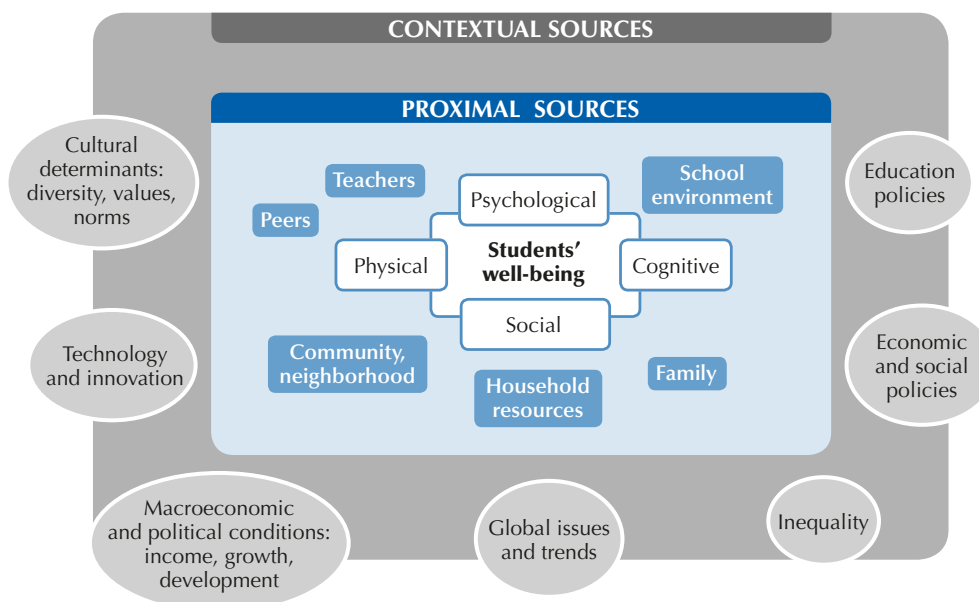 CONTEXTUAL SOURCES
PROXIMAL SOURCES
Cultural
determinants:
diversity, values,
norms
Teachers
Peers
Psychological
School
environment
Education
policies
Physical
Students’
well-being
Cognitive
Social
Technology
and innovation
Community,
neighborhood
Household
resources
Family
Economic
and social
policies
Macroeconomic
and political conditions:
income, growth,
development
Global issues
and trends
Inequality